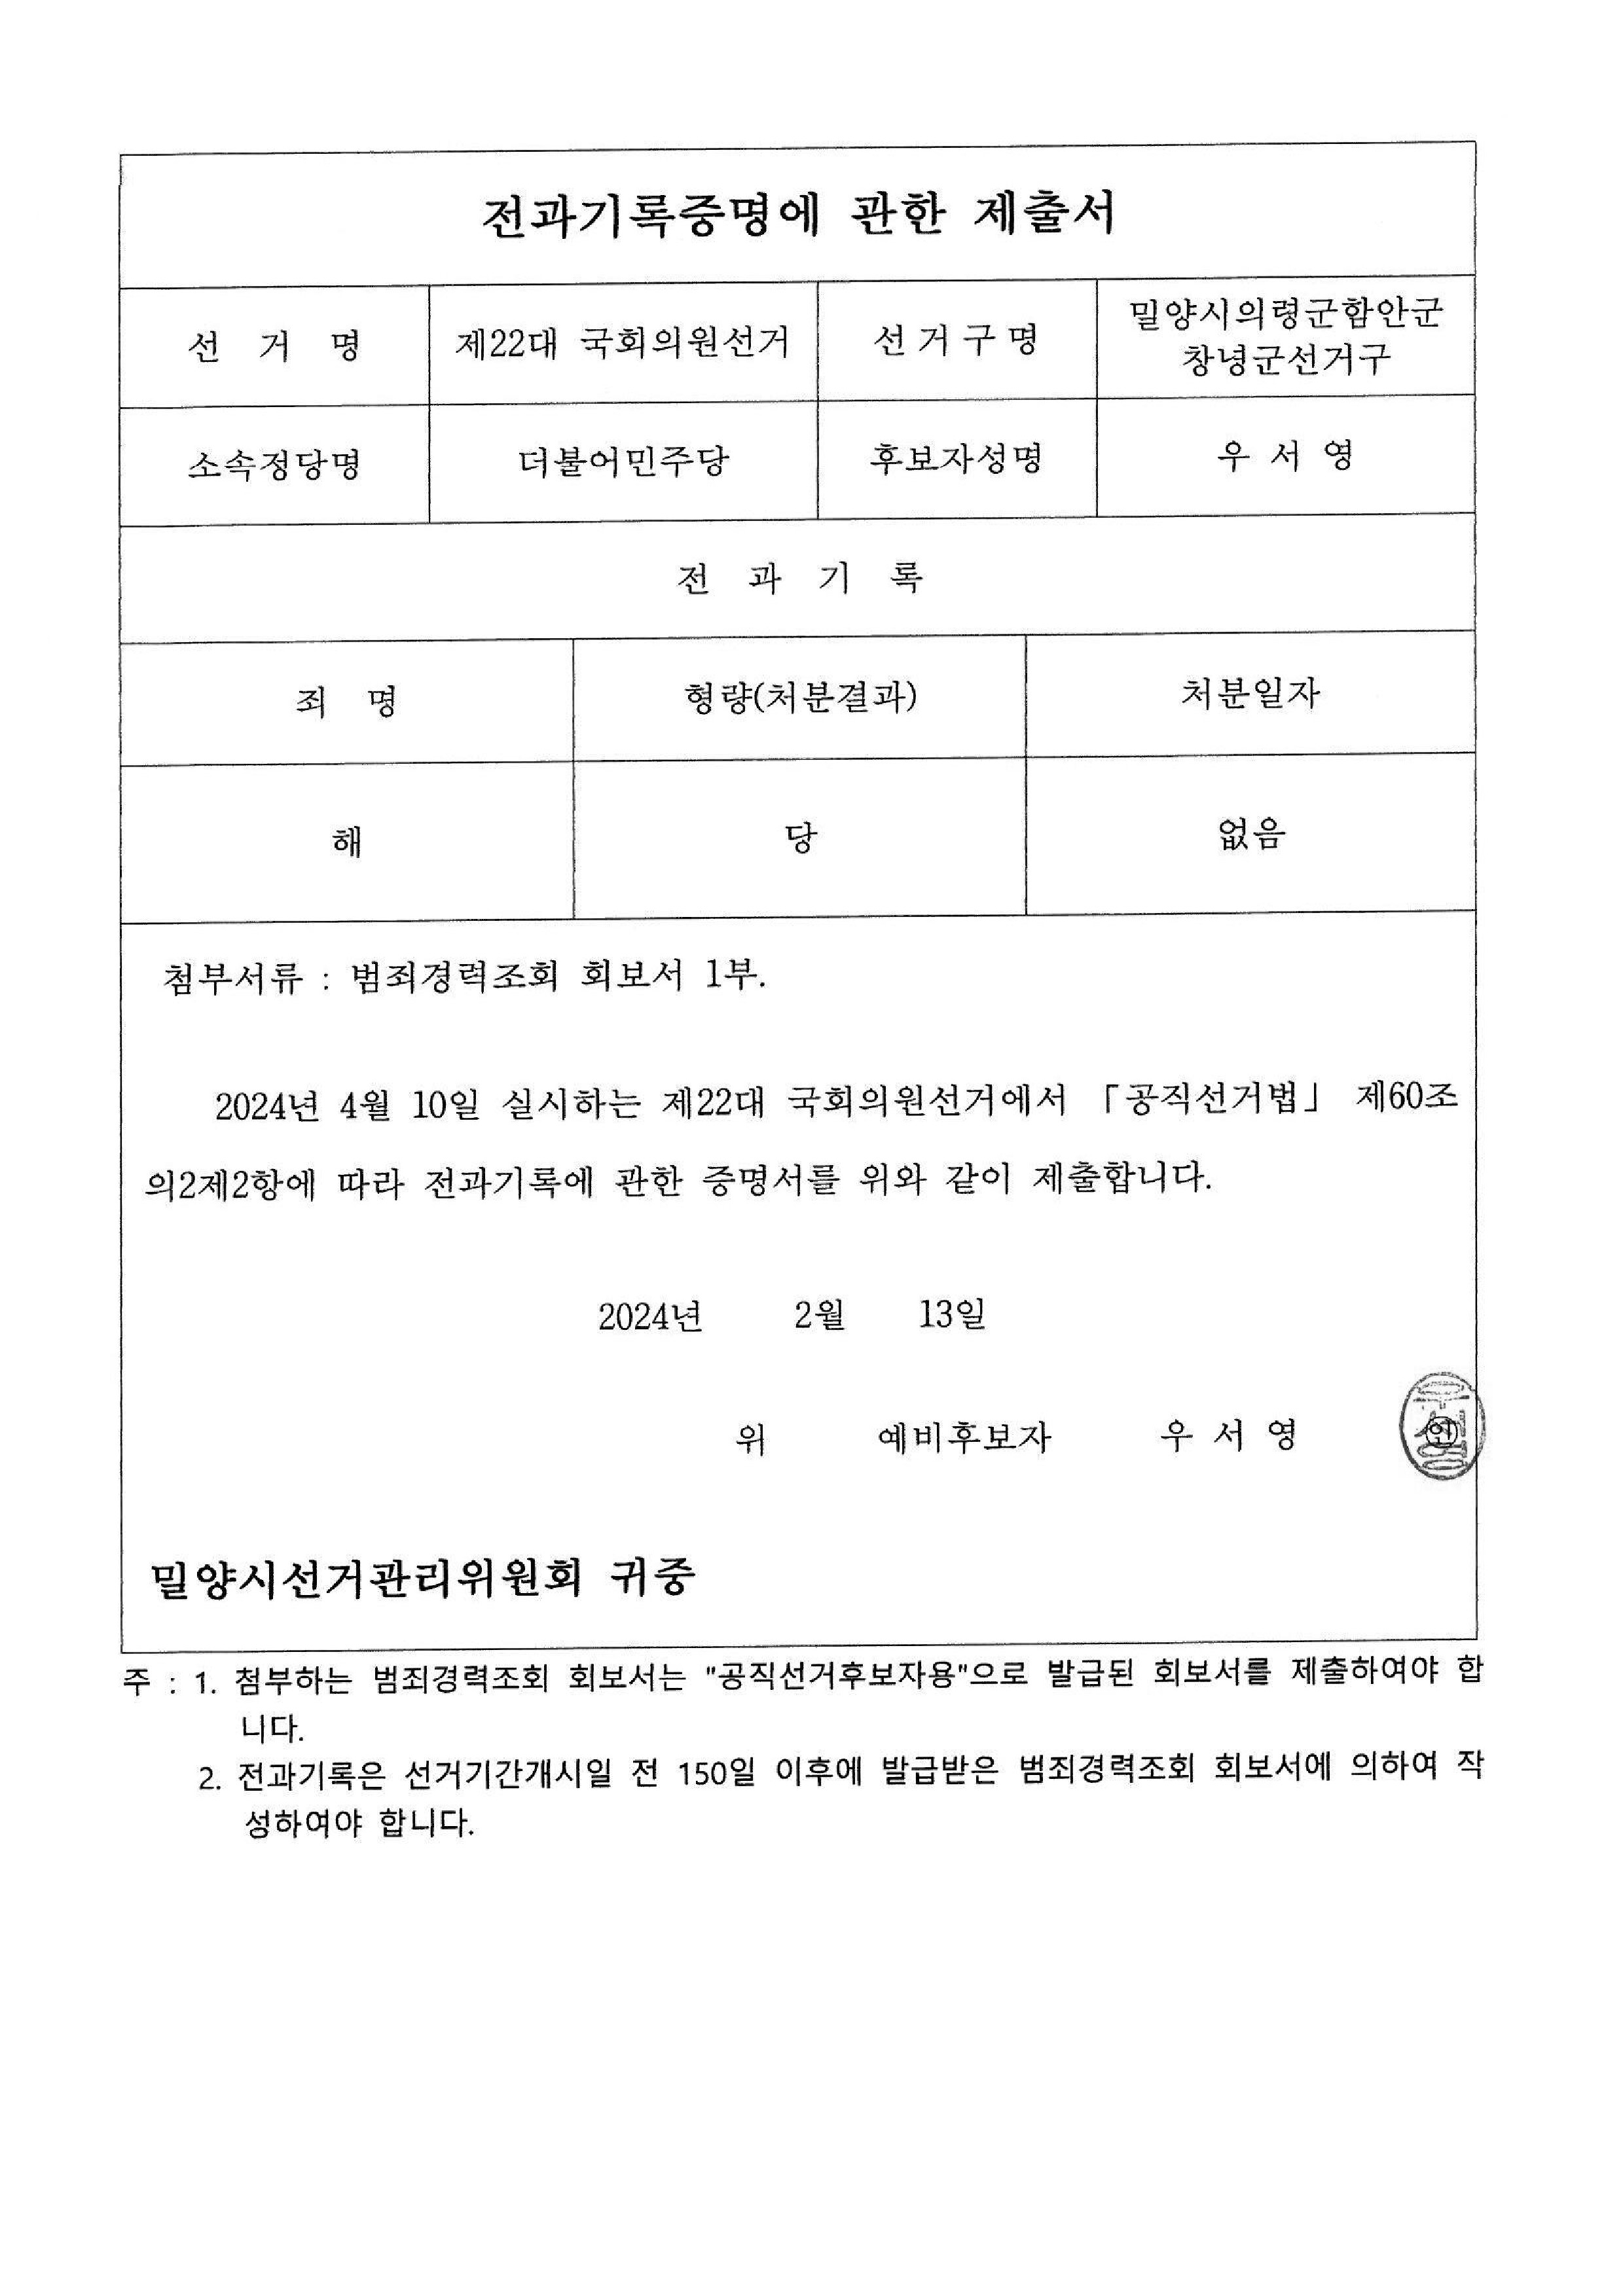 전과기록증명에 관한 제출서
선 거 명 제22대 국회의원선거 선 거 구 명 밀양시의령군함안군
창녕군선거구
소속정당명 더불어민주당 후보자성명 우 서 영
전 과 기 록
죄 명 형량(처분결과) 처분일자
해 당 없음
첨부서류 : 범죄경력조회 회보서 1부.
2024년 4월 10일 실시하는 제22대 국회의원선거에서 「공직선거법」 제60조
의2제2항에 따라 전과기록에 관한 증명서를 위와 같이 제출합니다.
2024년 2월 13일
위 예비후보자 우 서 영 ㊞
우서영
밀양시선거관리위원회 귀중
주 : 1. 첨부하는 범죄경력조회 회보서는 "공직선거후보자용"으로 발급된 회보서를 제출하여야 합
니다.
2. 전과기록은 선거기간개시일 전 150일 이후에 발급받은 범죄경력조회 회보서에 의하여 작
성하여야 합니다.